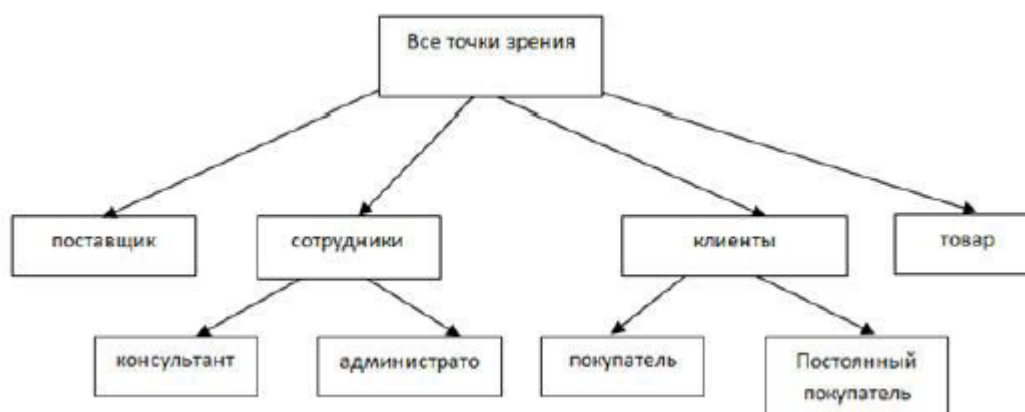 Все точки зрения
поставщик
сотрудники
клиенты
товар
консультант
администрато
покупатель
Постоянный
покупатель